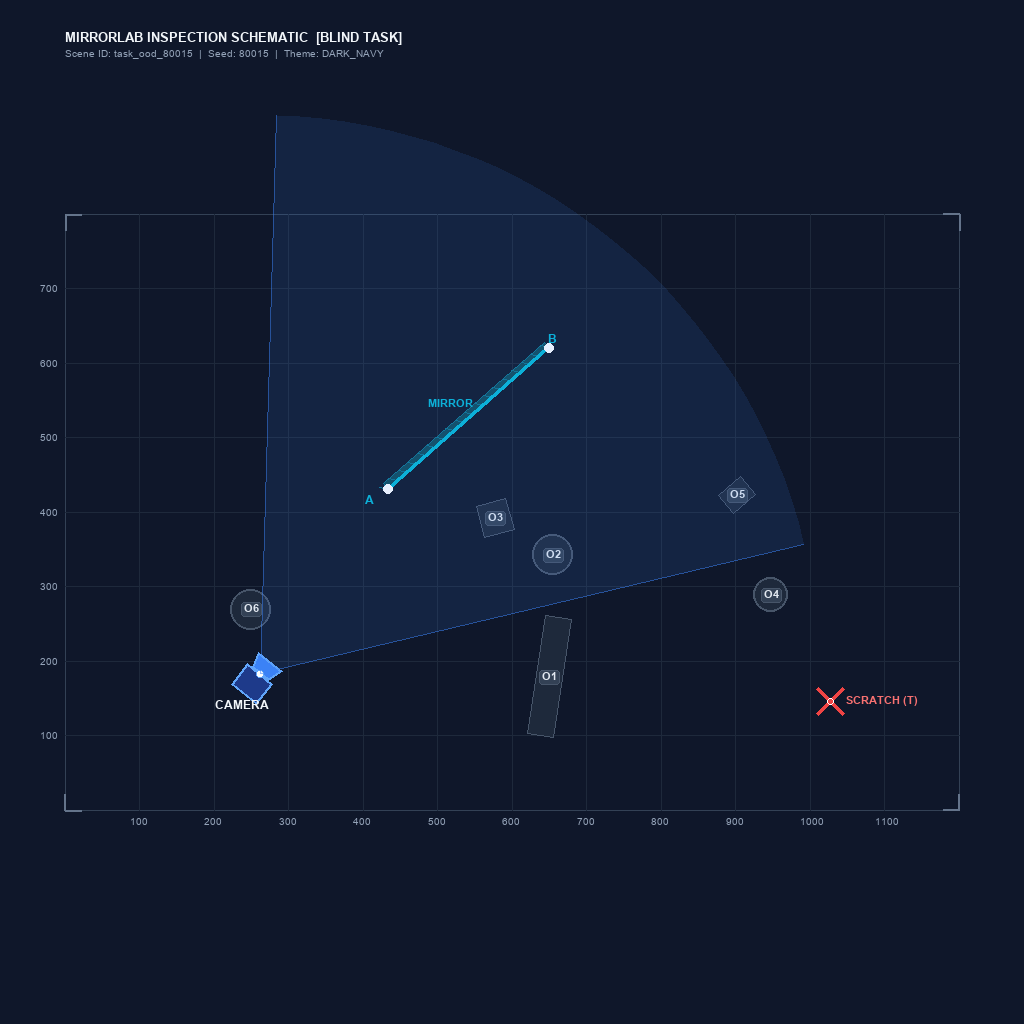 MIRRORLAB INSPECTION SCHEMATIC [BLIND TASK]
Scene ID: task_ood_80015 | Seed: 80015 | Theme: DARK_NAVY
700
600
500
400
300
200
100
B
MIRROR
A
O5
O3
O2
O4
O6
O1
CAMERA
SCRATCH (T)
100 200 300 400 500 600 700 800 900 1000 1100